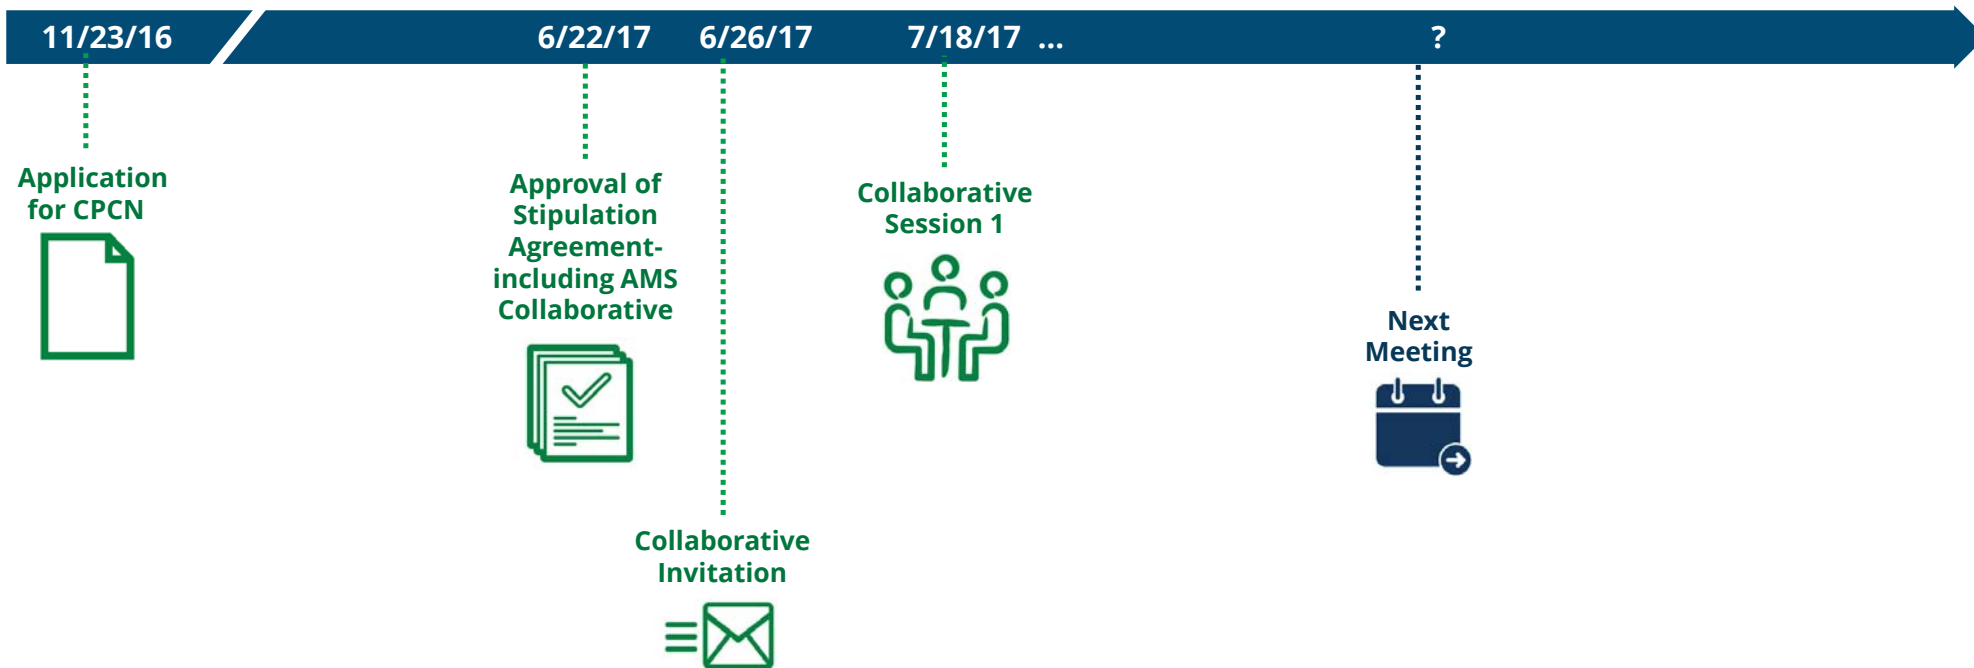 11/23/16
6/22/17
6/26/17
7/18/17 ...
?
Application
for CPCN
Approval of
Stipulation
Agreement-
including AMS
Collaborative
Collaborative
Invitation
Collaborative
Session 1
Next
Meeting